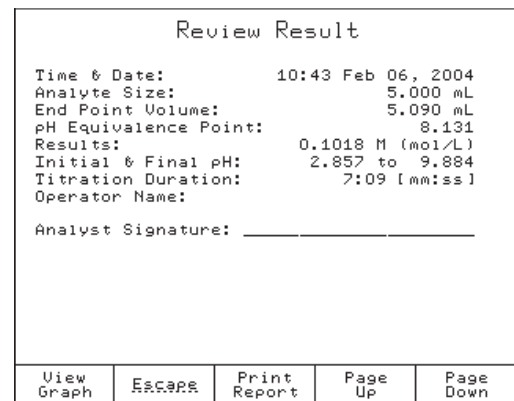 Review Result
Time & Date: 10:43 Feb 06, 2004
Analyte Size: 5.000 mL
End Point Volume: 5.090 mL
pH Equivalence Point: 8.131
Results: 0.1018 M (mol/L)
Initial & Final pH: 2.857 to 9.884
Titration Duration: 7:09 [mm:ss]
Operator Name:
Analyst Signature:
View Graph
Escape
Print Report
Page Up
Page Down